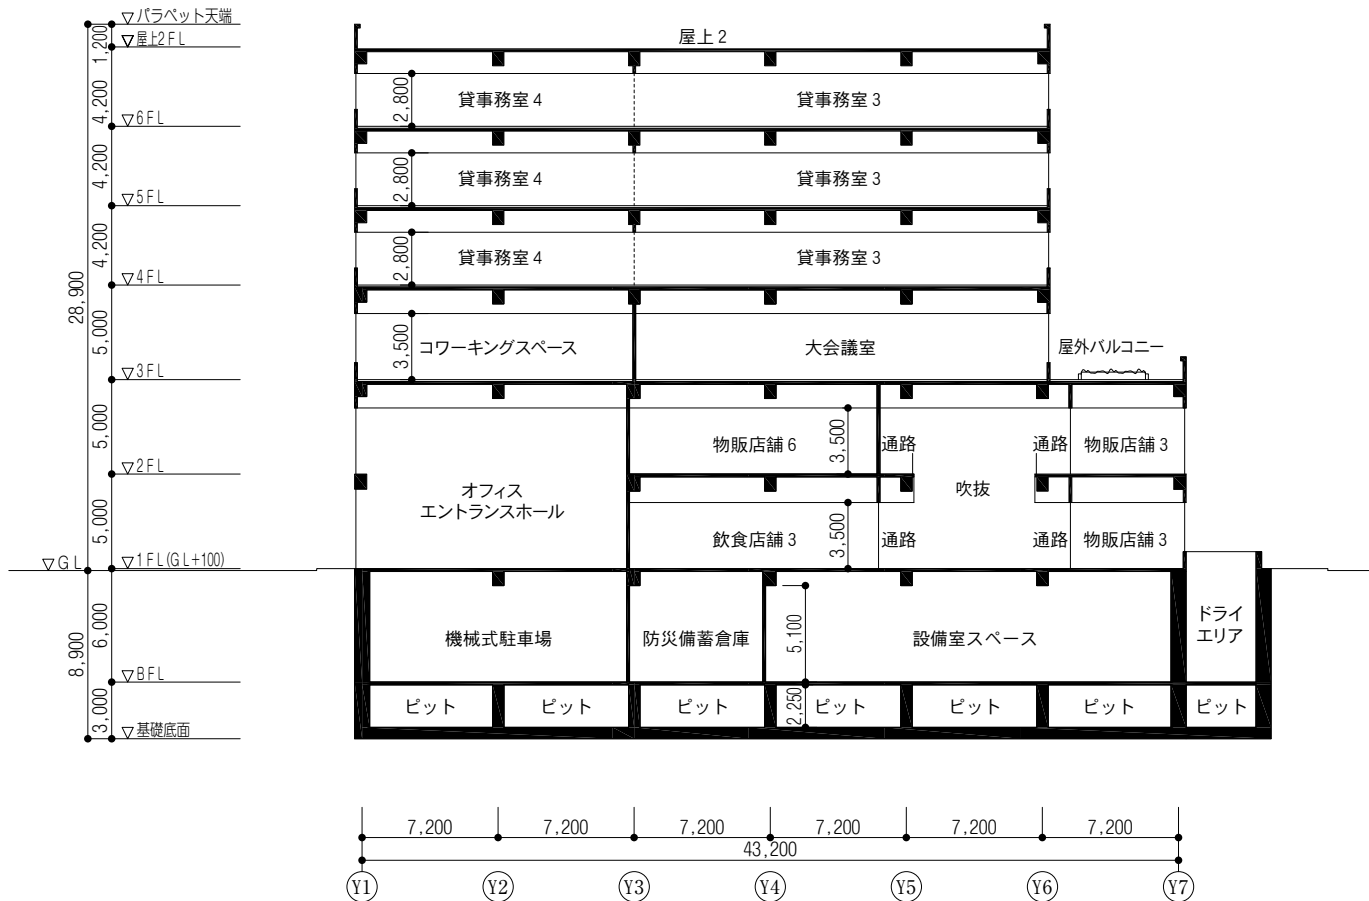 ▽パラペット天端
1,200
▽屋上2FL
屋上2
4,200
2,800
貸事務室4
貸事務室3
▽6FL
4,200
2,800
貸事務室4
貸事務室3
▽5FL
4,200
2,800
貸事務室4
貸事務室3
▽4FL
28,900
5,000
3,500
コワーキングスペース
大会議室
屋外バルコニー
▽3FL
5,000
物販店舗6
3,500
通路
通路
物販店舗3
▽2FL
オフィス
エントランスホール
吹抜
5,000
飲食店舗3
3,500
通路
通路
物販店舗3
▽GL
▽1FL(GL+100)
8,900
6,000
機械式駐車場
防災備蓄倉庫
5,100
設備室スペース
ドライ
エリア
▽BFL
3,000
ピット
ピット
ピット
2,250
ピット
ピット
ピット
ピット
▽基礎底面
7,200
7,200
7,200
7,200
7,200
7,200
43,200
Y1
Y2
Y3
Y4
Y5
Y6
Y7